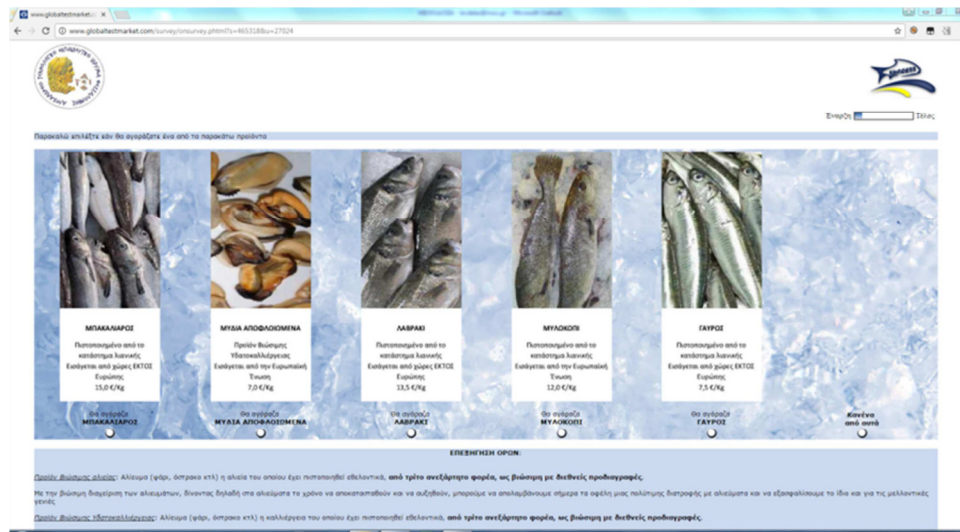 www.globaltestmarket.
www.globaltestmarket.com/survey/onsurvey.phtml?s=465318&u=27024
Έναρξη Τέλος
Παρακαλώ επιλέξτε εάν θα αγοράζατε ένα από τα παρακάτω προϊόντα
ΜΠΑΚΑΛΙΑΡΟΣ
Πιστοποιημένο από το
κατάστημα λιανικής
Εισάγεται από χώρες ΕΚΤΟΣ
Ευρώπης
15,0 €/Kg
ΜΥΔΙΑ ΑΠΟΦΛΟΙΩΜΕΝΑ
Προϊόν Βιώσιμης
Υδατοκαλλιέργειας
Εισάγεται από την Ευρωπαϊκή
Ένωση
7,0 €/Kg
ΛΑΒΡΑΚΙ
Πιστοποιημένο από το
κατάστημα λιανικής
Εισάγεται από χώρες ΕΚΤΟΣ
Ευρώπης
13,5 €/Kg
ΜΥΛΟΚΟΠΙ
Πιστοποιημένο από το
κατάστημα λιανικής
Εισάγεται από την Ευρωπαϊκή
Ένωση
12,0 €/Kg
ΓΑΥΡΟΣ
Πιστοποιημένο από το
κατάστημα λιανικής
Εισάγεται από χώρες ΕΚΤΟΣ
Ευρώπης
7,5 €/Kg
Θα αγόραζα
ΜΠΑΚΑΛΙΑΡΟΣ
Θα αγόραζα
ΜΥΔΙΑ ΑΠΟΦΛΟΙΩΜΕΝΑ
Θα αγόραζα
ΛΑΒΡΑΚΙ
Θα αγόραζα
ΜΥΛΟΚΟΠΙ
Θα αγόραζα
ΓΑΥΡΟΣ
Κανένα
από αυτά
ΕΠΕΞΗΓΗΣΗ ΟΡΩΝ:
Προϊόν Βιώσιμης αλιείας: Αλίευμα (ψάρι, όστρακο κτλ) η αλιεία του οποίου έχει πιστοποιηθεί εθελοντικά, από τρίτο ανεξάρτητο φορέα, ως βιώσιμη με διεθνείς προδιαγραφές.
Με την βιώσιμη διαχείριση των αλιευμάτων, δίνοντας δηλαδή στα αλιεύματα το χρόνο να αποκατασταθούν και να αυξηθούν, μπορούμε να απολαμβάνουμε σήμερα τα οφέλη μιας πολύτιμης διατροφής με αλιεύματα και να εξασφαλίσουμε το ίδιο και για τις μελλοντικές
γενιές
Προϊόν Βιώσιμης Υδατοκαλλιέργειας: Αλίευμα (ψάρι, όστρακο κτλ) η καλλιέργεια του οποίου έχει πιστοποιηθεί εθελοντικά, από τρίτο ανεξάρτητο φορέα, ως βιώσιμη με διεθνείς προδιαγραφές.